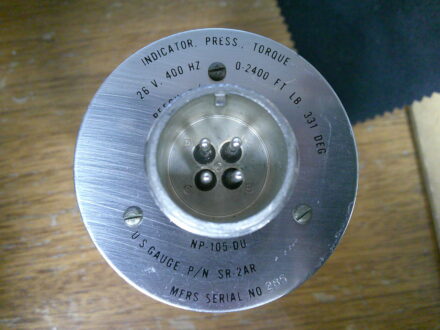 INDICATOR, PRESS. TORQUE
26 V. 400 HZ 0-2400 FT LB 331 DEG
NP-105-DU
U S GAUGE P/N SR-2AR
MFRS SERIAL NO